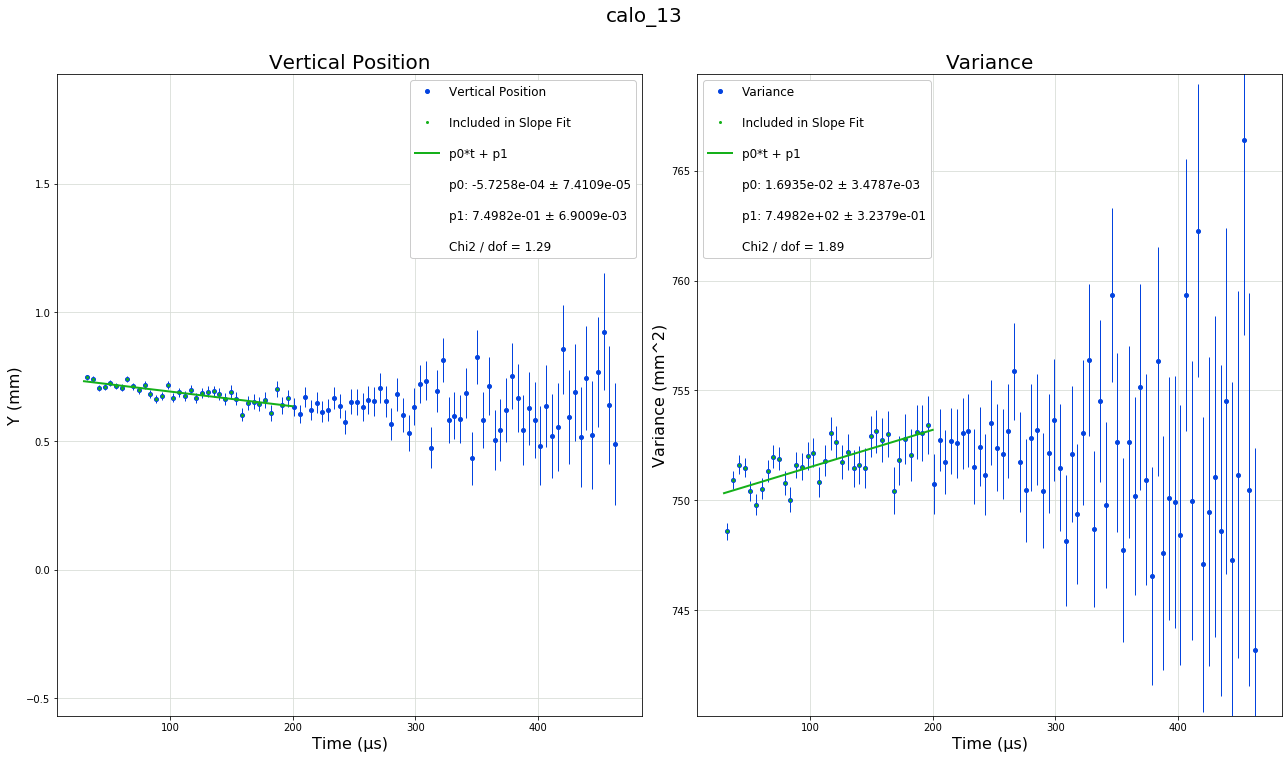 calo_13
Vertical Position
Vertical Position
Included in Slope Fit
p0*t + p1
p0: -5.7258e-04 ± 7.4109e-05
p1: 7.4982e-01 ± 6.9009e-03
Chi2 / dof = 1.29
1.5
1.0
0.5
0.0
−0.5
Y (mm)
100
200
300
400
Time (µs)
Variance
Variance
Included in Slope Fit
p0*t + p1
p0: 1.6935e-02 ± 3.4787e-03
p1: 7.4982e+02 ± 3.2379e-01
Chi2 / dof = 1.89
765
760
755
750
745
Variance (mm^2)
100
200
300
400
Time (µs)